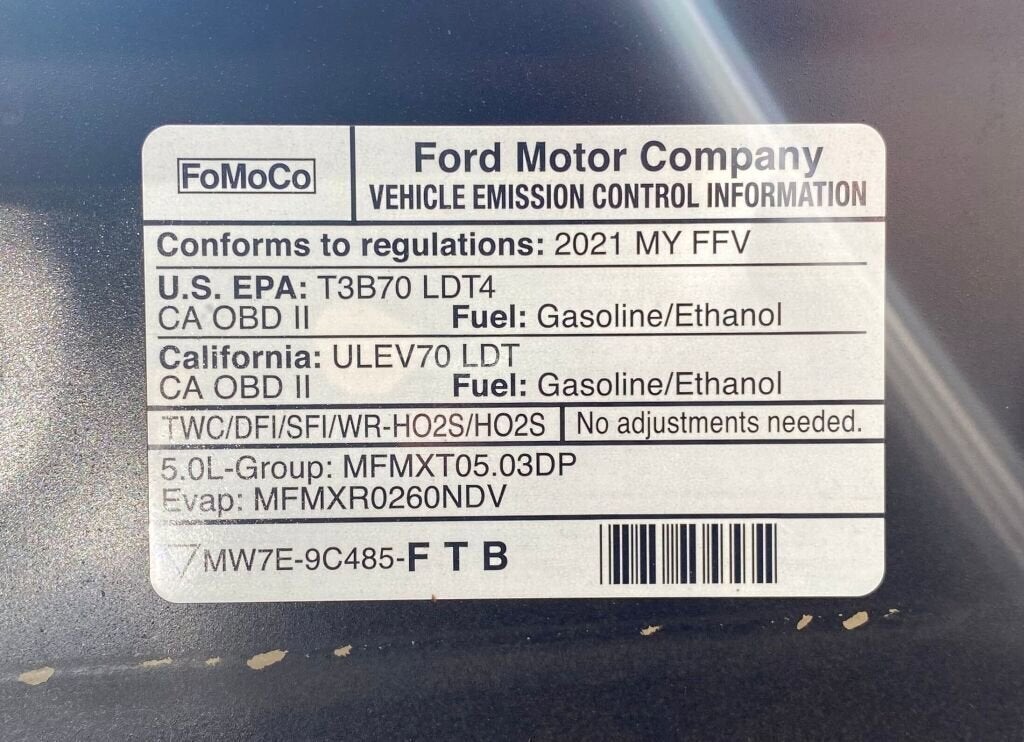 FoMoCo
Ford Motor Company
VEHICLE EMISSION CONTROL INFORMATION
Conforms to regulations: 2021 MY FFV
U.S. EPA: T3B70 LDT4
CA OBD II Fuel: Gasoline/Ethanol
California: ULEV70 LDT
CA OBD II Fuel: Gasoline/Ethanol
TWC/DFI/SFI/WR-HO2S/HO2S No adjustments needed.
5.0L-Group: MFMXT05.03DP
Evap: MFMXR0260NDV
MW7E-9C485-F T B